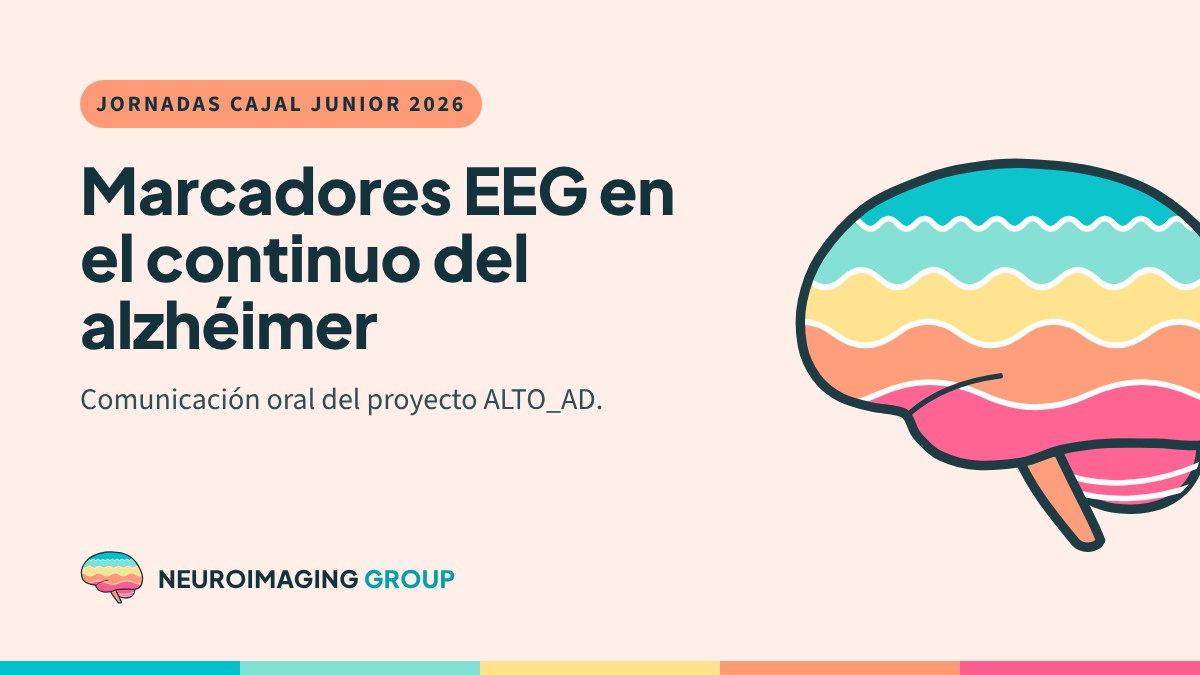 JORNADAS CAJAL JUNIOR 2026
Marcadores EEG en
el continuo del
alzhéimer
Comunicación oral del proyecto ALTO_AD.
NEUROIMAGING GROUP